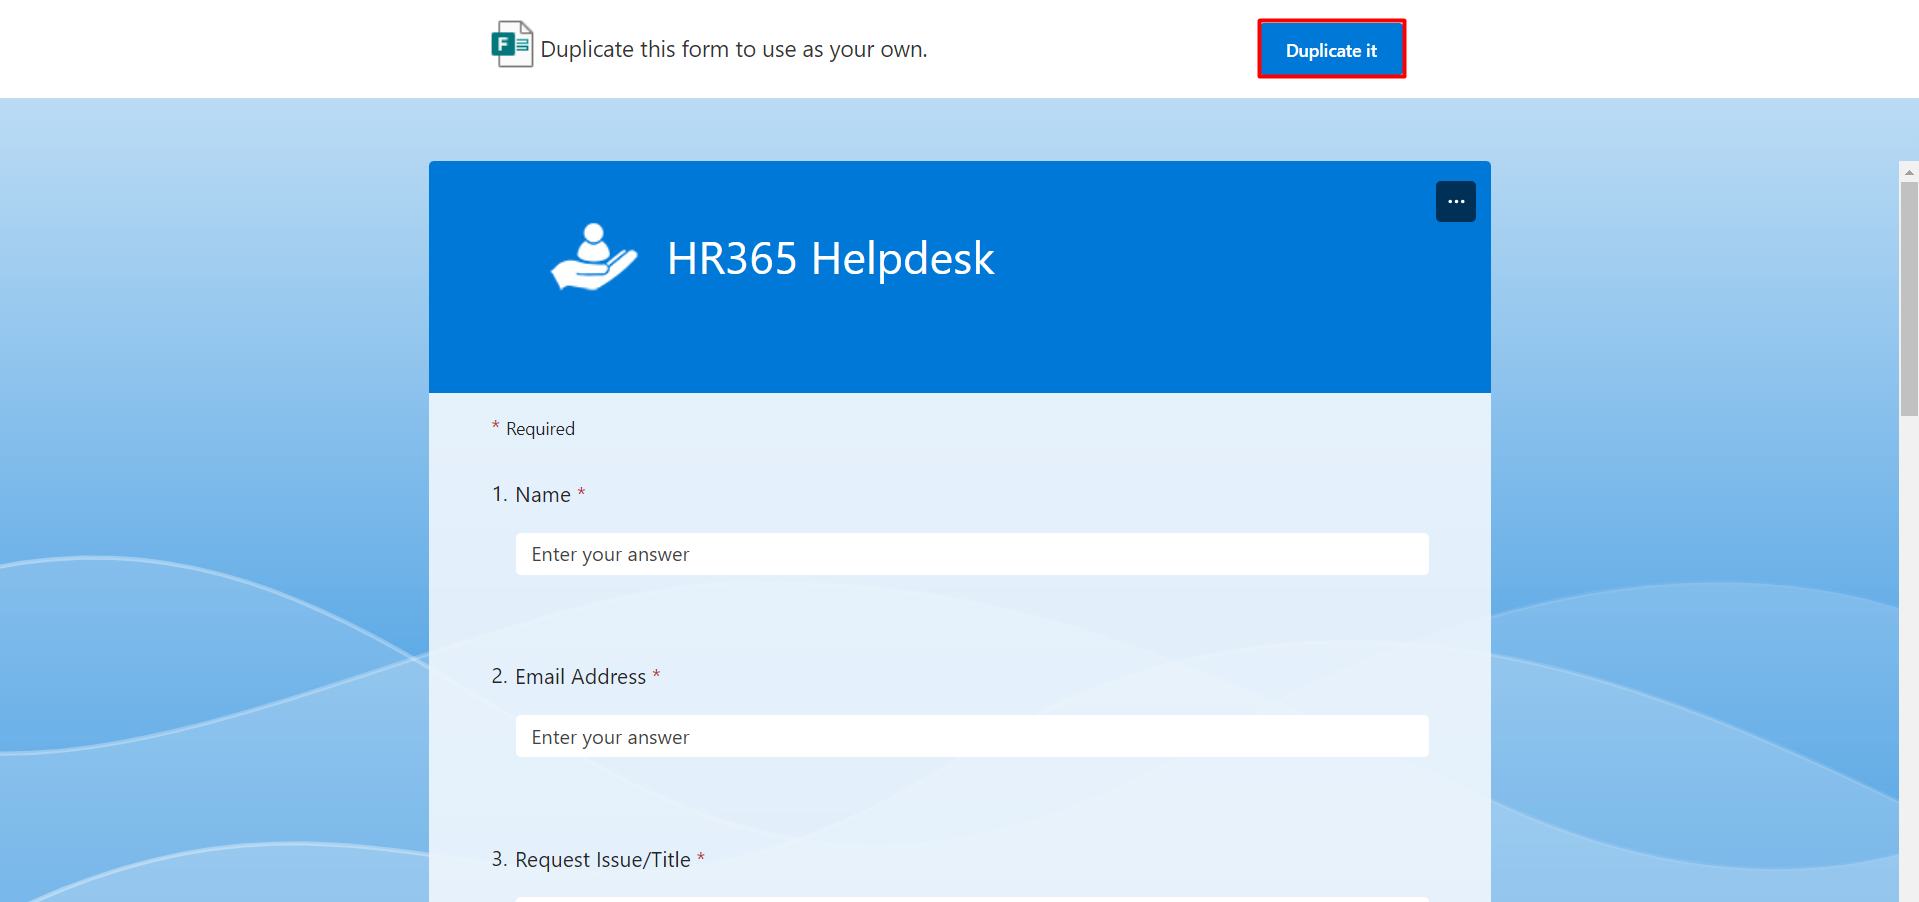 F
Duplicate this form to use as your own.
Duplicate it
...
HR365 Helpdesk
* Required
1. Name *
Enter your answer
2. Email Address *
Enter your answer
3. Request Issue/Title *